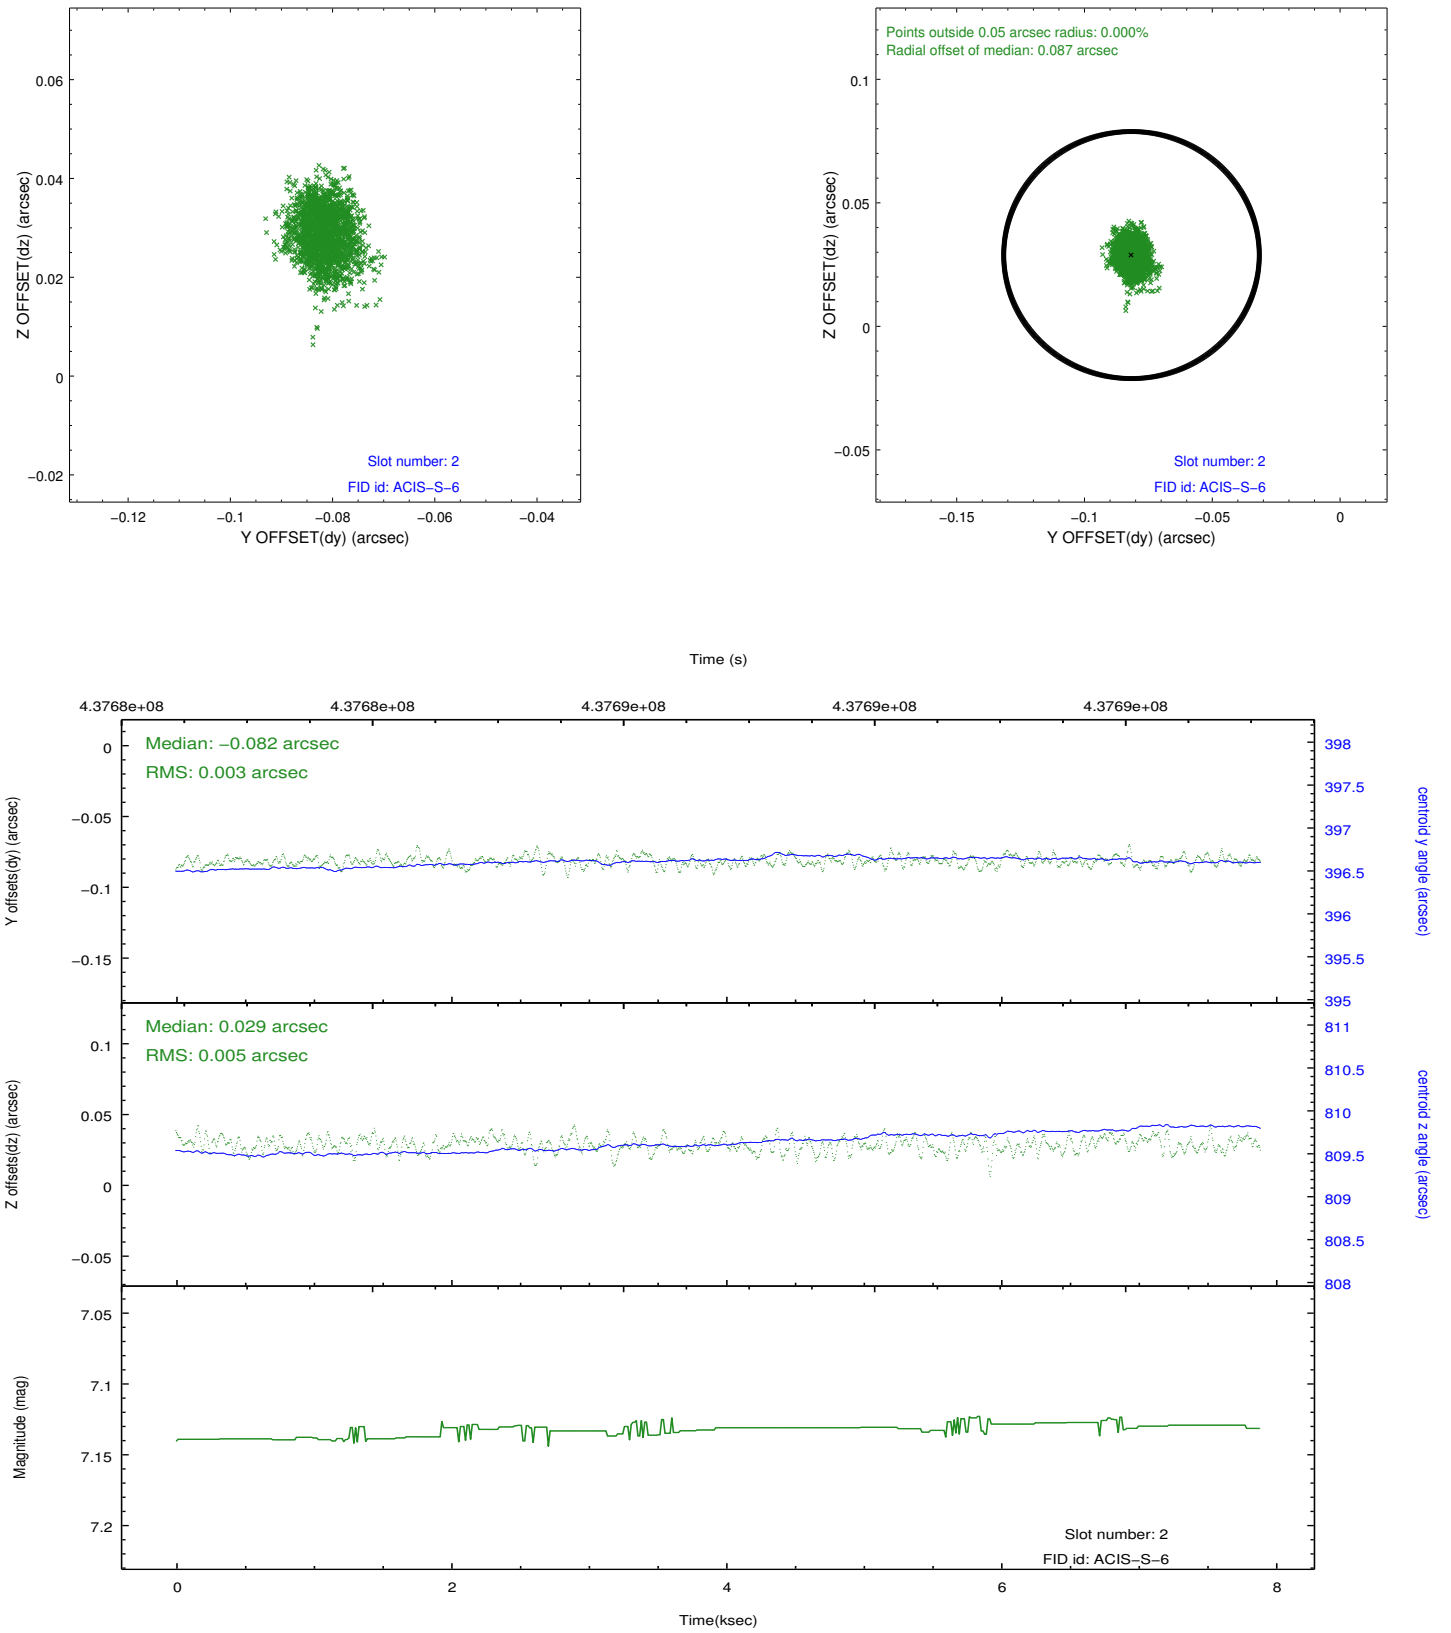 0.06
0.04
0.02
0
−0.02
Z OFFSET(dz) (arcsec)
Slot number: 2
FID id: ACIS−S−6
−0.12
−0.1
−0.08
−0.06
−0.04
Y OFFSET(dy) (arcsec)
Points outside 0.05 arcsec radius: 0.000%
Radial offset of median: 0.087 arcsec
0.1
0.05
0
−0.05
Z OFFSET(dz) (arcsec)
Slot number: 2
FID id: ACIS−S−6
−0.15
−0.1
−0.05
0
Y OFFSET(dy) (arcsec)
Time (s)
4.3768e+08
4.3768e+08
4.3769e+08
4.3769e+08
4.3769e+08
Median: −0.082 arcsec
RMS: 0.003 arcsec
0
−0.05
−0.1
−0.15
Y offsets(dy) (arcsec)
398
397.5
397
396.5
396
395.5
395
centroid y angle (arcsec)
Median: 0.029 arcsec
RMS: 0.005 arcsec
0.1
0.05
0
−0.05
Z offsets(dz) (arcsec)
811
810.5
810
809.5
809
808.5
808
centroid z angle (arcsec)
7.05
7.1
7.15
7.2
Magnitude (mag)
Slot number: 2
FID id: ACIS−S−6
0
2
4
6
8
Time(ksec)